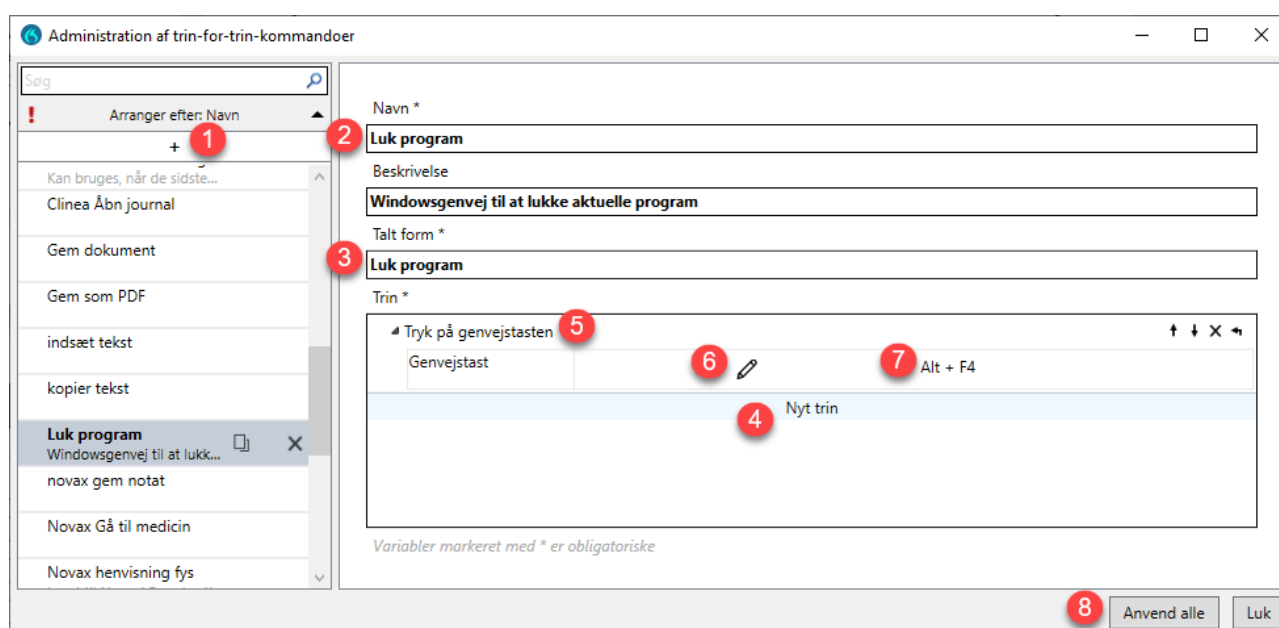 Administration af trin-for-trin-kommandoer
Søg
! Arranger efter: Navn
+ 1
Kan bruges, når de sidste...
Clinea Åbn journal
Gem dokument
Gem som PDF
indsæt tekst
kopier tekst
Luk program
Windowsgenvej til at lukk...
novax gem notat
Novax Gå til medicin
Novax henvisning fys
Navn *
2 Luk program
Beskrivelse
Windowsgenvej til at lukke aktuelle program
Talt form *
3 Luk program
Trin *
Tryk på genvejstasten 5
Genvejstast 6 7 Alt + F4
4 Nyt trin
Variabler markeret med * er obligatoriske
8 Anvend alle Luk